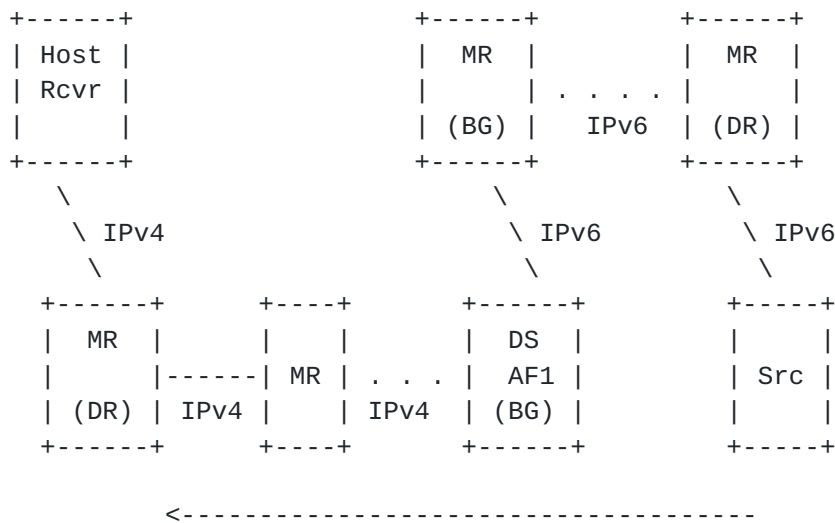 Host MR MR
Rcvr . . . .
(BG) IPv6 (DR)
IPv4 IPv6 IPv6
MR DS
MR . . . AF1 Src
(DR) IPv4 IPv4 (BG)